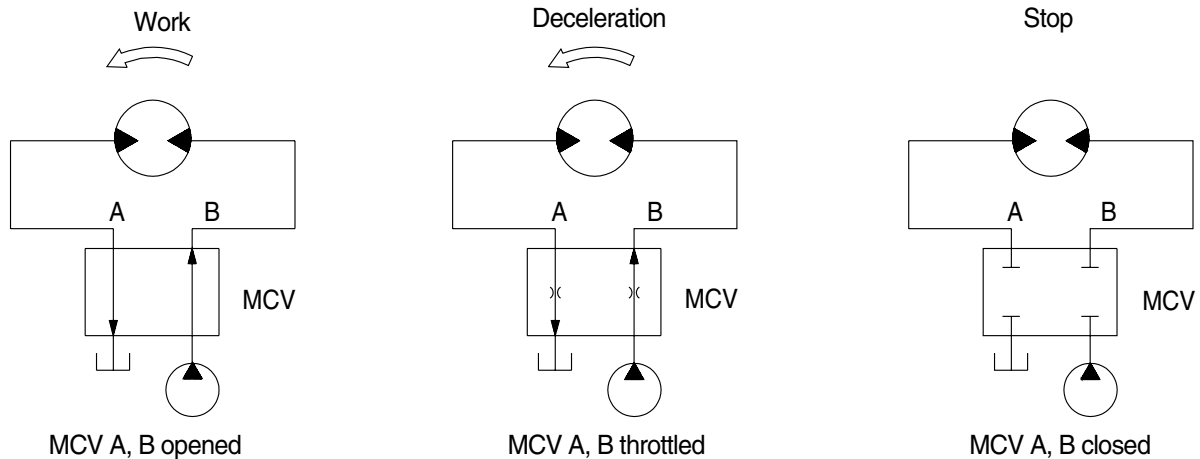 Work
Deceleration
Stop
A B
A B
A B
MCV
MCV
MCV
MCV A, B opened
MCV A, B throttled
MCV A, B closed